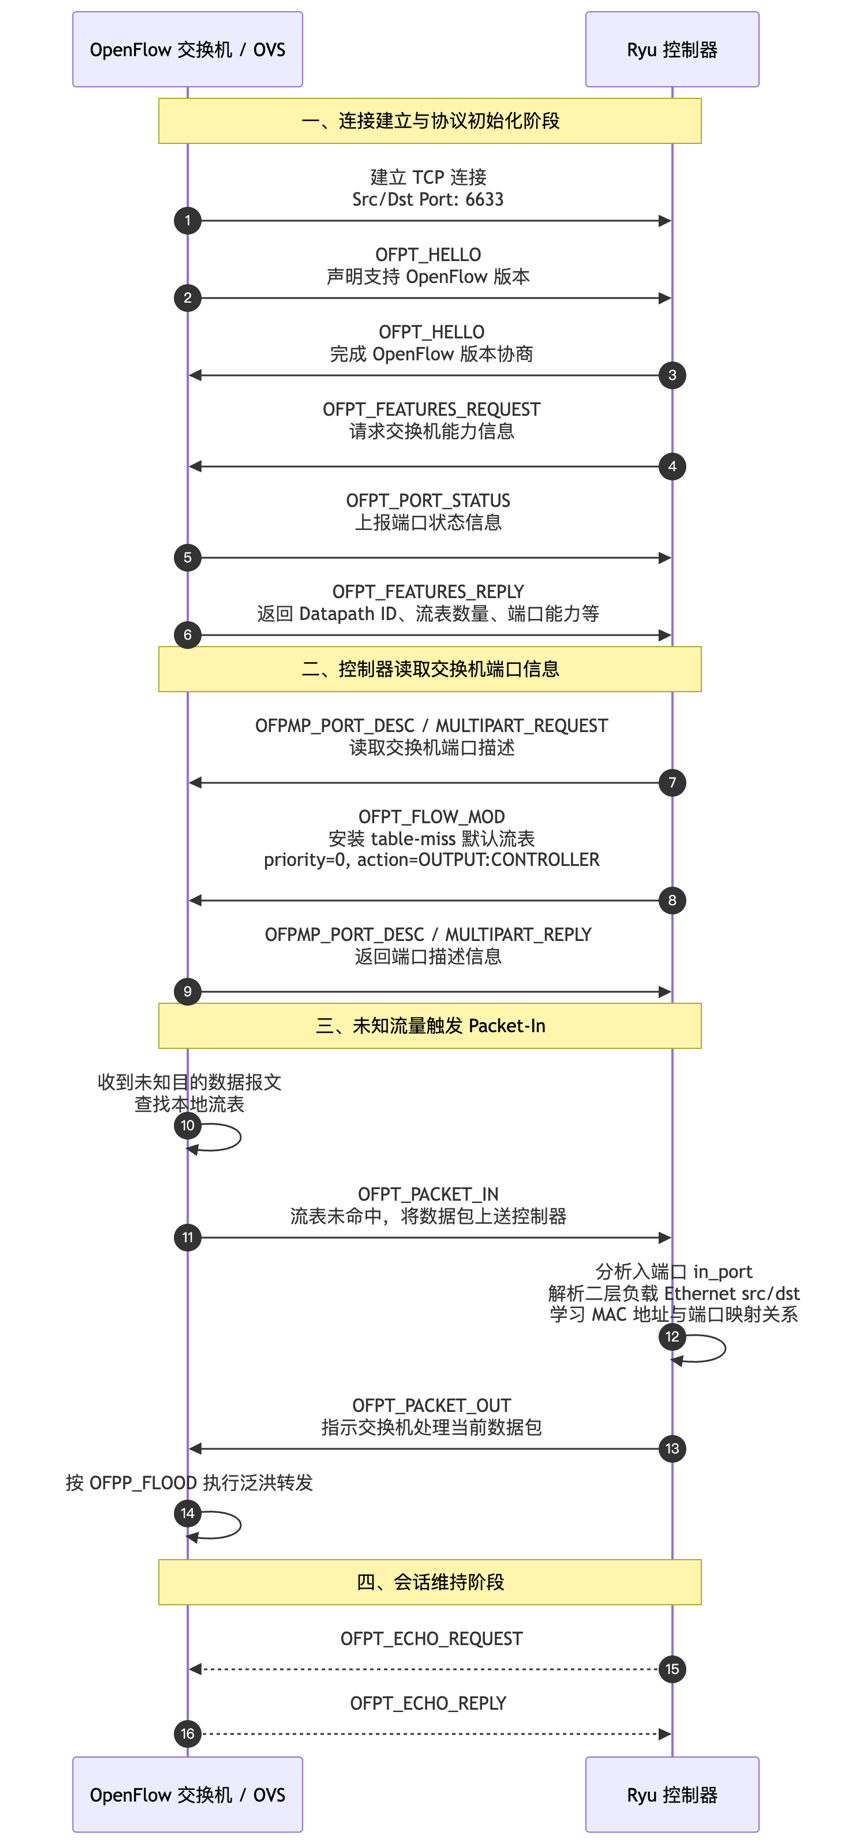 OpenFlow 交换机 / OVS
Ryu 控制器
一、连接建立与协议初始化阶段
建立 TCP 连接
Src/Dst Port: 6633
1
OFPT_HELLO
声明支持 OpenFlow 版本
2
OFPT_HELLO
完成 OpenFlow 版本协商
3
OFPT_FEATURES_REQUEST
请求交换机能力信息
4
OFPT_PORT_STATUS
上报端口状态信息
5
OFPT_FEATURES_REPLY
返回 Datapath ID、流表数量、端口能力等
6
二、控制器读取交换机端口信息
OFPMP_PORT_DESC / MULTIPART_REQUEST
读取交换机端口描述
7
OFPT_FLOW_MOD
安装 table-miss 默认流表
priority=0, action=OUTPUT:CONTROLLER
8
OFPMP_PORT_DESC / MULTIPART_REPLY
返回端口描述信息
9
三、未知流量触发 Packet-In
收到未知目的数据报文
查找本地流表
10
OFPT_PACKET_IN
流表未命中，将数据包上送控制器
11
分析入端口 in_port
解析二层负载 Ethernet src/dst
学习 MAC 地址与端口映射关系
12
OFPT_PACKET_OUT
指示交换机处理当前数据包
13
按 OFPP_FLOOD 执行泛洪转发
14
四、会话维持阶段
OFPT_ECHO_REQUEST
15
OFPT_ECHO_REPLY
16
OpenFlow 交换机 / OVS
Ryu 控制器